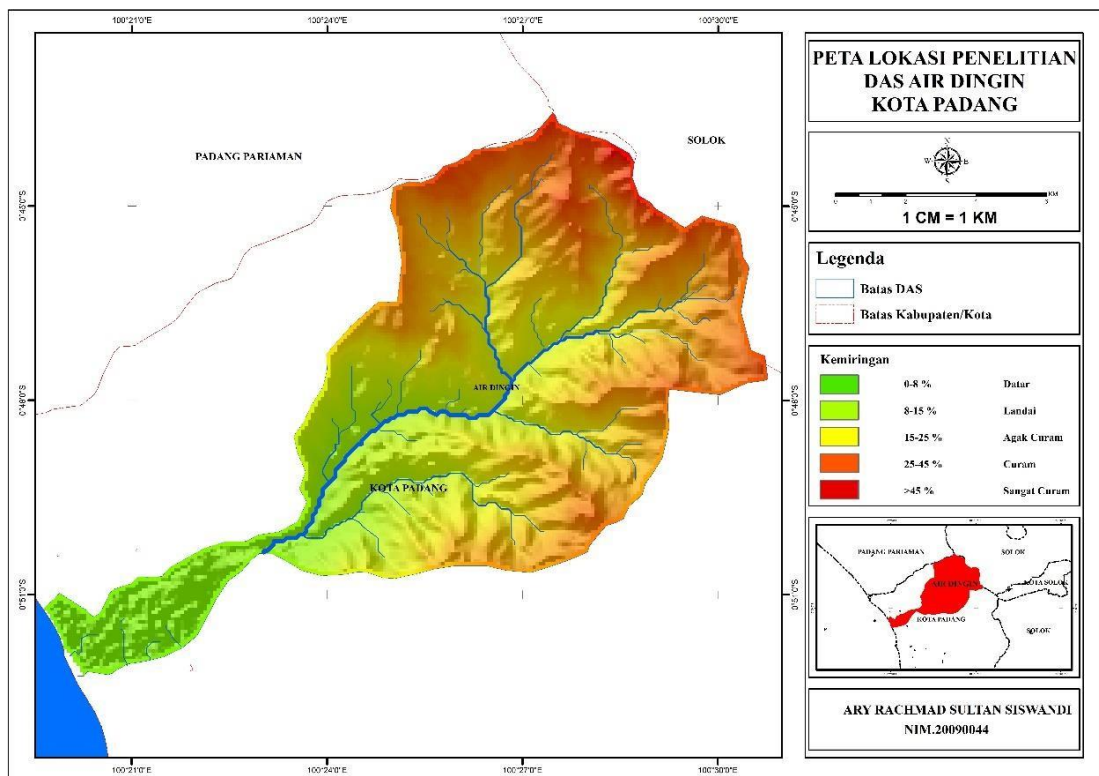 100°21'0"E
100°24'0"E
100°27'0"E
100°30'0"E
PADANG PARIAMAN
SOLOK
0°45'0"S
0°45'0"S
AIR DINGIN
0°48'0"S
0°48'0"S
KOTA PADANG
0°51'0"S
0°51'0"S
100°21'0"E
100°24'0"E
100°27'0"E
100°30'0"E
PETA LOKASI PENELITIAN
DAS AIR DINGIN
KOTA PADANG
N
W
E
KM
0
1 CM = 1 KM
Legenda
Batas DAS
Batas Kabupaten/Kota
Kemiringan
0-8 % Datar
8-15 % Landai
15-25 % Agak Curam
25-45 % Curam
>45 % Sangat Curam
PADANG PARIAMAN
SOLOK
AIR DINGEN
KOTA SOLOK
KOTA PADANG
SOLOK
ARY RACHMAD SULTAN SISWANDI
NIM.20090044